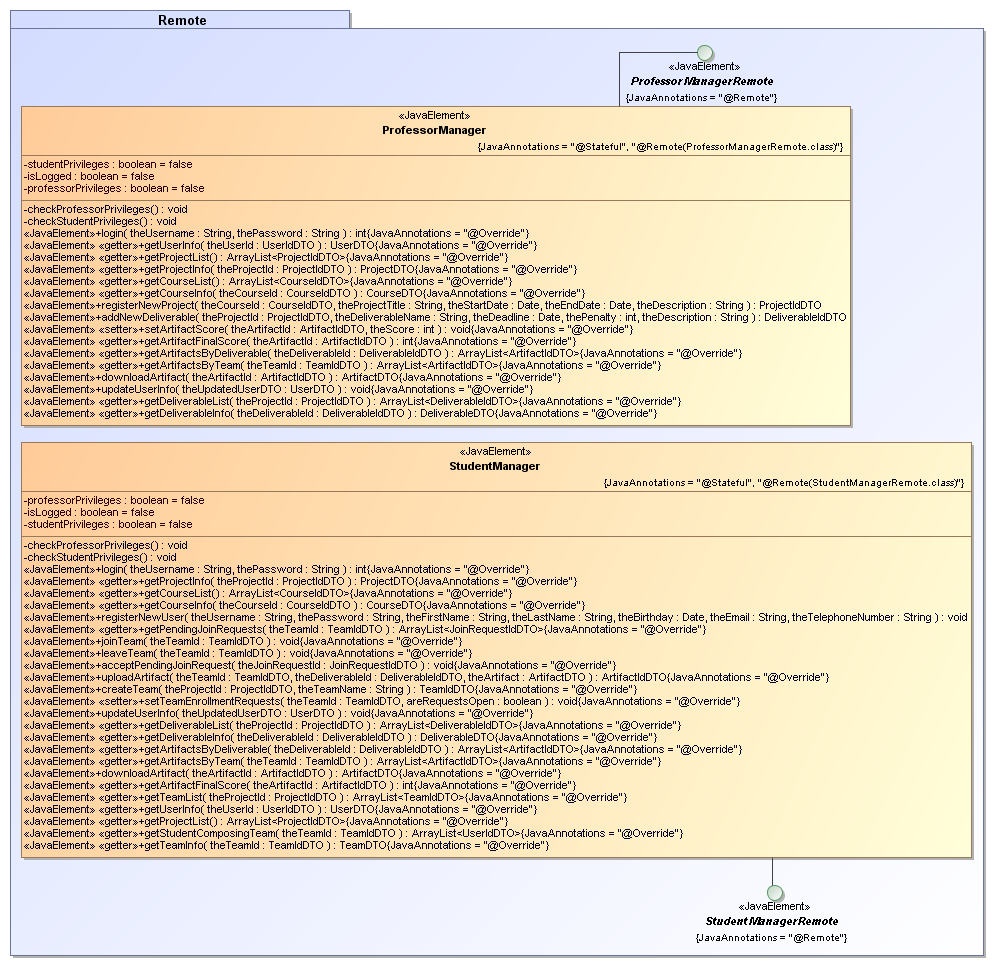 Remote
«JavaElement»
ProfessorManagerRemote
{JavaAnnotations = "@Remote"}
«JavaElement»
ProfessorManager
{JavaAnnotations = "@Stateful", "@Remote(ProfessorManagerRemote.class)"}
-studentPrivileges : boolean = false
-isLogged : boolean = false
-professorPrivileges : boolean = false
-checkProfessorPrivileges() : void
-checkStudentPrivileges() : void
«JavaElement»+login( theUsername : String, thePassword : String ) : int{JavaAnnotations = "@Override"}
«JavaElement» «getter»+getUserInfo( theUserId : UserIdDTO ) : UserDTO{JavaAnnotations = "@Override"}
«JavaElement» «getter»+getProjectList() : ArrayList<ProjectIdDTO>{JavaAnnotations = "@Override"}
«JavaElement» «getter»+getProjectInfo( theProjectId : ProjectIdDTO ) : ProjectDTO{JavaAnnotations = "@Override"}
«JavaElement» «getter»+getCourseList() : ArrayList<CourseIdDTO>{JavaAnnotations = "@Override"}
«JavaElement» «getter»+getCourseInfo( theCourseId : CourseIdDTO ) : CourseDTO{JavaAnnotations = "@Override"}
«JavaElement»+registerNewProject( theCourseId : CourseIdDTO, theProjectTitle : String, theStartDate : Date, theEndDate : Date, theDescription : String ) : ProjectIdDTO
«JavaElement»+addNewDeliverable( theProjectId : ProjectIdDTO, theDeliverableName : String, theDeadline : Date, thePenalty : int, theDescription : String ) : DeliverableIdDTO
«JavaElement» «setter»+setArtifactScore( theArtifactId : ArtifactIdDTO, theScore : int ) : void{JavaAnnotations = "@Override"}
«JavaElement» «getter»+getArtifactFinalScore( theArtifactId : ArtifactIdDTO ) : int{JavaAnnotations = "@Override"}
«JavaElement» «getter»+getArtifactsByDeliverable( theDeliverableId : DeliverableIdDTO ) : ArrayList<ArtifactIdDTO>{JavaAnnotations = "@Override"}
«JavaElement» «getter»+getArtifactsByTeam( theTeamId : TeamIdDTO ) : ArrayList<ArtifactIdDTO>{JavaAnnotations = "@Override"}
«JavaElement»+downloadArtifact( theArtifactId : ArtifactIdDTO ) : ArtifactDTO{JavaAnnotations = "@Override"}
«JavaElement»+updateUserInfo( theUpdatedUserDTO : UserDTO ) : void{JavaAnnotations = "@Override"}
«JavaElement» «getter»+getDeliverableList( theProjectId : ProjectIdDTO ) : ArrayList<DeliverableIdDTO>{JavaAnnotations = "@Override"}
«JavaElement» «getter»+getDeliverableInfo( theDeliverableId : DeliverableIdDTO ) : DeliverableDTO{JavaAnnotations = "@Override"}
«JavaElement»
StudentManager
{JavaAnnotations = "@Stateful", "@Remote(StudentManagerRemote.class)"}
-professorPrivileges : boolean = false
-isLogged : boolean = false
-studentPrivileges : boolean = false
-checkProfessorPrivileges() : void
-checkStudentPrivileges() : void
«JavaElement»+login( theUsername : String, thePassword : String ) : int{JavaAnnotations = "@Override"}
«JavaElement» «getter»+getProjectInfo( theProjectId : ProjectIdDTO ) : ProjectDTO{JavaAnnotations = "@Override"}
«JavaElement» «getter»+getCourseList() : ArrayList<CourseIdDTO>{JavaAnnotations = "@Override"}
«JavaElement» «getter»+getCourseInfo( theCourseId : CourseIdDTO ) : CourseDTO{JavaAnnotations = "@Override"}
«JavaElement»+registerNewUser( theUsername : String, thePassword : String, theFirstName : String, theLastName : String, theBirthday : Date, theEmail : String, theTelephoneNumber : String ) : void
«JavaElement» «getter»+getPendingJoinRequests( theTeamId : TeamIdDTO ) : ArrayList<JoinRequestIdDTO>{JavaAnnotations = "@Override"}
«JavaElement»+joinTeam( theTeamId : TeamIdDTO ) : void{JavaAnnotations = "@Override"}
«JavaElement»+leaveTeam( theTeamId : TeamIdDTO ) : void{JavaAnnotations = "@Override"}
«JavaElement»+acceptPendingJoinRequest( theJoinRequestId : JoinRequestIdDTO ) : void{JavaAnnotations = "@Override"}
«JavaElement»+uploadArtifact( theTeamId : TeamIdDTO, theDeliverableId : DeliverableIdDTO, theArtifact : ArtifactDTO ) : ArtifactIdDTO{JavaAnnotations = "@Override"}
«JavaElement»+createTeam( theProjectId : ProjectIdDTO, theTeamName : String ) : TeamIdDTO{JavaAnnotations = "@Override"}
«JavaElement» «setter»+setTeamEnrollmentRequests( theTeamId : TeamIdDTO, areRequestsOpen : boolean ) : void{JavaAnnotations = "@Override"}
«JavaElement»+updateUserInfo( theUpdatedUserDTO : UserDTO ) : void{JavaAnnotations = "@Override"}
«JavaElement» «getter»+getDeliverableList( theProjectId : ProjectIdDTO ) : ArrayList<DeliverableIdDTO>{JavaAnnotations = "@Override"}
«JavaElement» «getter»+getDeliverableInfo( theDeliverableId : DeliverableIdDTO ) : DeliverableDTO{JavaAnnotations = "@Override"}
«JavaElement» «getter»+getArtifactsByDeliverable( theDeliverableId : DeliverableIdDTO ) : ArrayList<ArtifactIdDTO>{JavaAnnotations = "@Override"}
«JavaElement» «getter»+getArtifactsByTeam( theTeamId : TeamIdDTO ) : ArrayList<ArtifactIdDTO>{JavaAnnotations = "@Override"}
«JavaElement»+downloadArtifact( theArtifactId : ArtifactIdDTO ) : ArtifactDTO{JavaAnnotations = "@Override"}
«JavaElement» «getter»+getArtifactFinalScore( theArtifactId : ArtifactIdDTO ) : int{JavaAnnotations = "@Override"}
«JavaElement» «getter»+getTeamList( theProjectId : ProjectIdDTO ) : ArrayList<TeamIdDTO>{JavaAnnotations = "@Override"}
«JavaElement» «getter»+getUserInfo( theUserId : UserIdDTO ) : UserDTO{JavaAnnotations = "@Override"}
«JavaElement» «getter»+getProjectList() : ArrayList<ProjectIdDTO>{JavaAnnotations = "@Override"}
«JavaElement» «getter»+getStudentComposingTeam( theTeamId : TeamIdDTO ) : ArrayList<UserIdDTO>{JavaAnnotations = "@Override"}
«JavaElement» «getter»+getTeamInfo( theTeamId : TeamIdDTO ) : TeamDTO{JavaAnnotations = "@Override"}
«JavaElement»
StudentManagerRemote
{JavaAnnotations = "@Remote"}